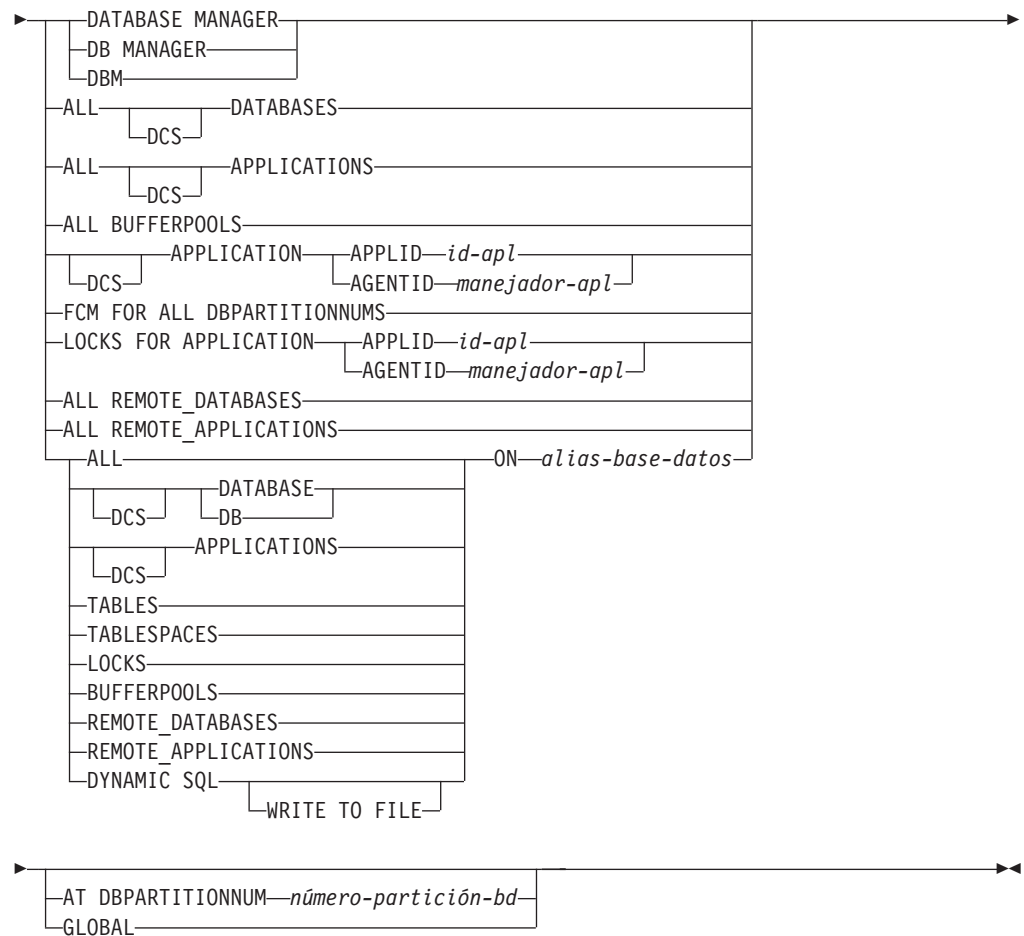 DATABASE MANAGER
DB MANAGER
DBM
ALL DATABASES
DCS
ALL APPLICATIONS
DCS
ALL BUFFERPOOLS
APPLICATION APPLID id-apl
DCS AGENTID manejador-apl
FCM FOR ALL DBPARTITIONNUMS
LOCKS FOR APPLICATION APPLID id-apl
AGENTID manejador-apl
ALL REMOTE_DATABASES
ALL REMOTE_APPLICATIONS
ALL ON alias-base-datos
DATABASE
DCS DB
APPLICATIONS
DCS
TABLES
TABLESPACES
LOCKS
BUFFERPOOLS
REMOTE_DATABASES
REMOTE_APPLICATIONS
DYNAMIC SQL
WRITE TO FILE
AT DBPARTITIONNUM número-partición-bd
GLOBAL